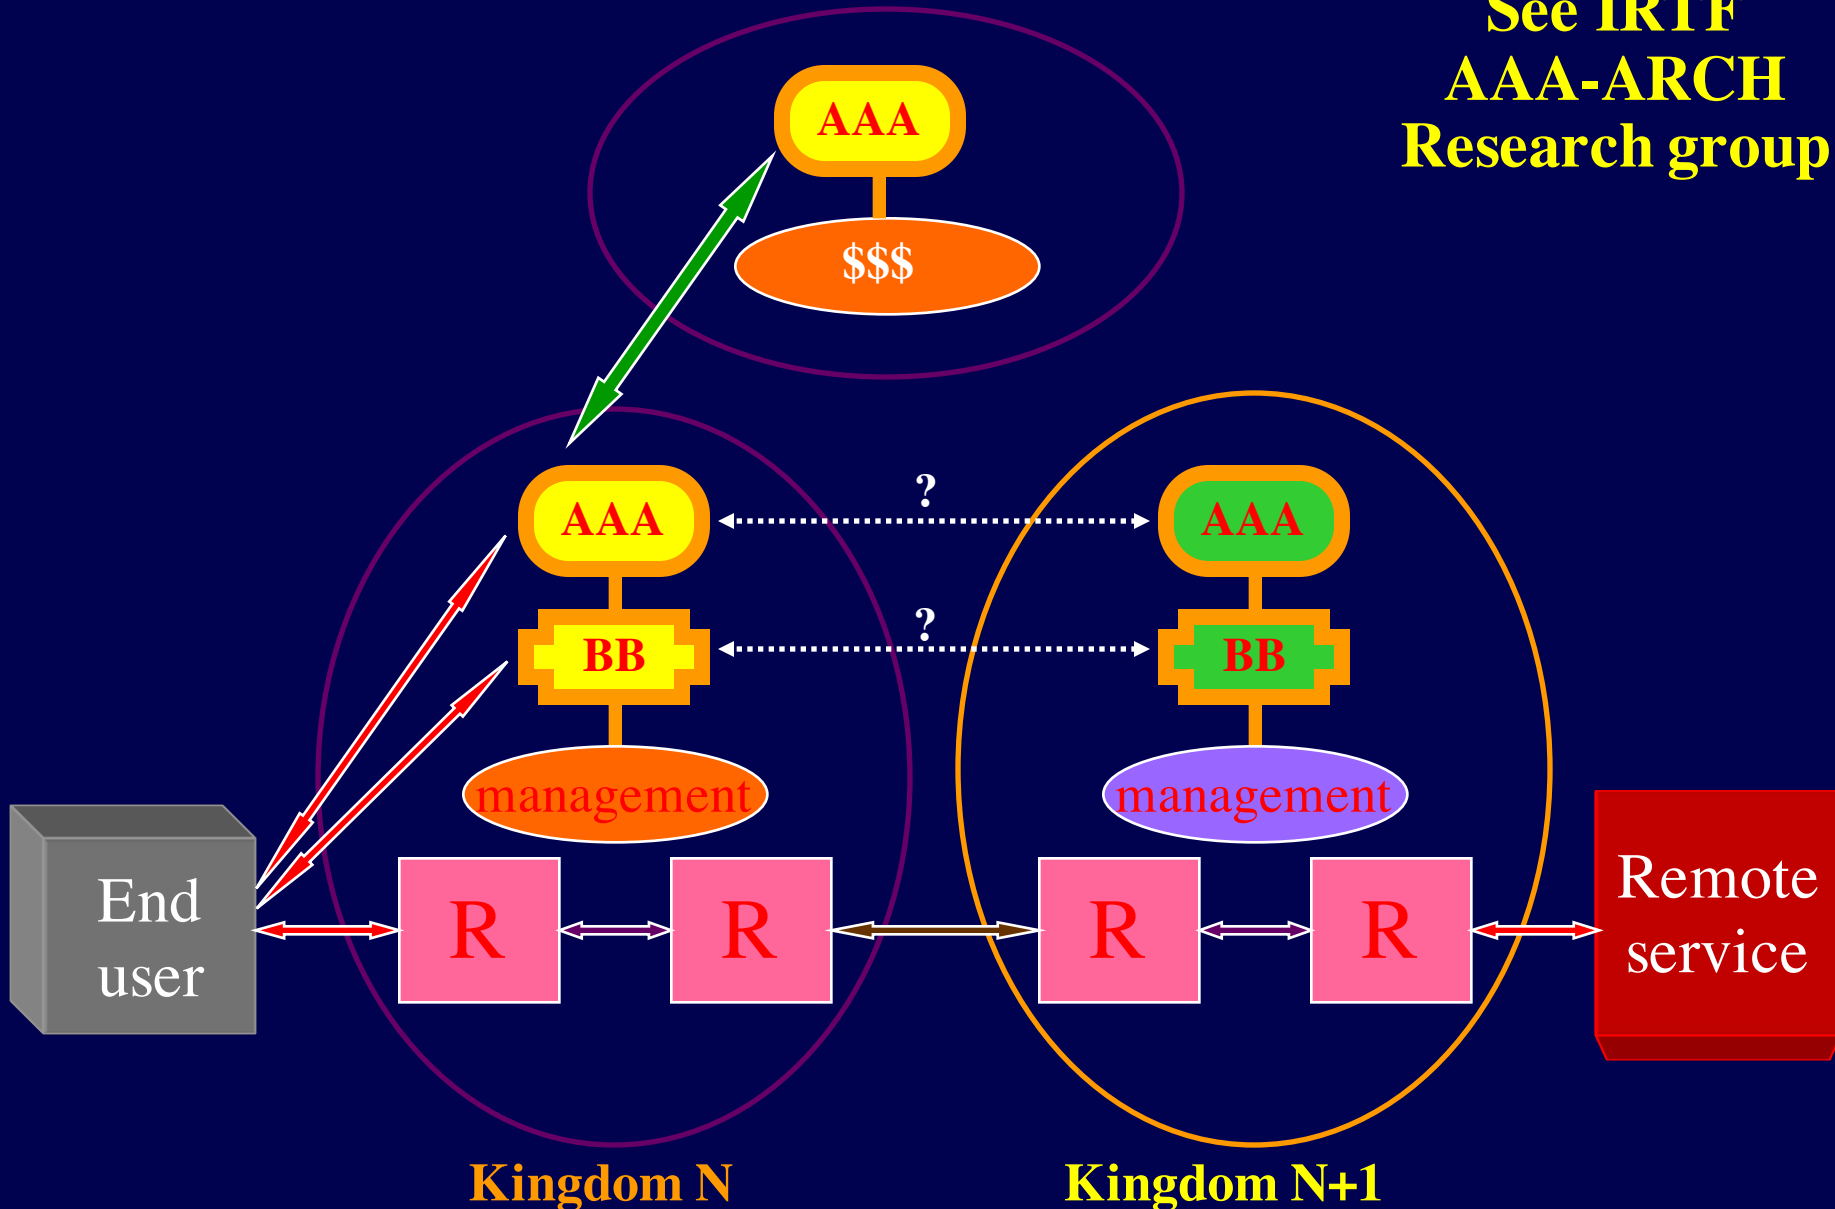 See IRTF
AAA-ARCH
Research group
AAA
$$$
?
AAA
AAA
?
BB
BB
management
management
End
user
R
R
R
R
Remote
service
Kingdom N
Kingdom N+1